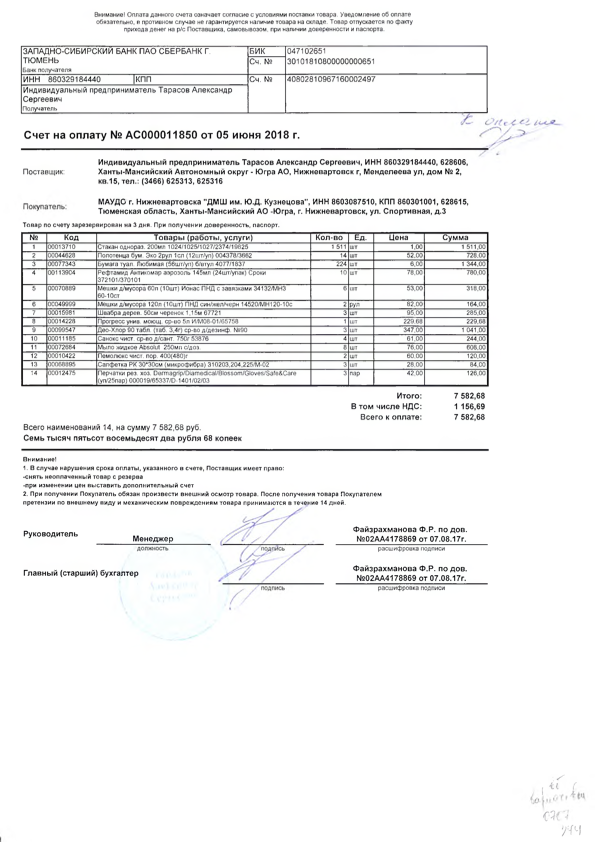 Внимание! Оплата данного счета означает согласие с условиями поставки товара. Уведомление об оплате
обязательно, в противном случае не гарантируется наличие товара на складе. Товар отпускается по факту
прихода денег на р/с Поставщика, самовывозом, при наличии доверенности и паспорта.
ЗАПАДНО-СИБИРСКИЙ БАНК ПАО СБЕРБАНК Г. ТЮМЕНЬ
Банк получателя
БИК 047102651
Сч. № 30101810800000000651
ИНН 860329184440 КПП
Сч. № 40802810967160002497
Индивидуальный предприниматель Тарасов Александр
Сергеевич
Получатель
К оплате
Счет на оплату № АС000011850 от 05 июня 2018 г.
Поставщик: Индивидуальный предприниматель Тарасов Александр Сергеевич, ИНН 860329184440, 628606,
Ханты-Мансийский Автономный округ - Югра АО, Нижневартовск г, Менделеева ул, дом № 2,
кв.15, тел.: (3466) 625313, 625316
Покупатель: МАУДО г. Нижневартовска "ДМШ им. Ю.Д. Кузнецова", ИНН 8603087510, КПП 860301001, 628615,
Тюменская область, Ханты-Мансийский АО -Югра, г. Нижневартовск, ул. Спортивная, д.3
Товар по счету зарезервирован на 3 дня. При получении доверенность, паспорт.
№ Код Товары (работы, услуги) Кол-во Ед. Цена Сумма
1 00013710 Стакан однораз. 200мл 1024/1025/1027/2374/19625 1 511 шт 1,00 1 511,00
2 00044628 Полотенца бум. Эко 2рул 1сл (12шт/уп) 004378/3662 14 шт 52,00 728,00
3 00077343 Бумага туал. Любимая (56шт/уп) б/втул 4077/1837 224 шт 6,00 1 344,00
4 00113904 Рефтамид Антикомар аэрозоль 145мл (24шт/упак) Сроки
372101/370101 10 шт 78,00 780,00
5 00070889 Мешки д/мусора 60л (10шт) Ионас ПНД с завязками 34132/МН3
60-10ст 6 шт 53,00 318,00
6 00049999 Мешки д/мусора 120л (10шт) ПНД син/жел/черн 14520/МН120-10с 2 рул 82,00 164,00
7 00015981 Швабра дерев. 50см черенок 1,15м 67721 3 шт 95,00 285,00
8 00014228 Прогресс унив. моющ. ср-во 5л И/М08-01/65768 1 шт 229,68 229,68
9 00099547 Део-Хлор 90 табл. (таб. 3,4г) ср-во д/дезинф. №90 3 шт 347,00 1 041,00
10 00011185 Санокс чист. ср-во д/сант. 750г 53876 4 шт 61,00 244,00
11 00072684 Мыло жидкое Absolut 250мл с/доз. 8 шт 76,00 608,00
12 00010422 Пемолюкс чист. пор. 400(480)г 2 шт 60,00 120,00
13 00068895 Салфетка РК 30*30см (микрофибра) 310203,204,225/М-02 3 шт 28,00 84,00
14 00012475 Перчатки рез. хоз. Dermagrip/Diamedical/Blossom/Gloves/Safe&Care
(уп/25пар) 000019/65337/D-1401/02/03 3 пар 42,00 126,00
Итого: 7 582,68
В том числе НДС: 1 156,69
Всего к оплате: 7 582,68
Всего наименований 14, на сумму 7 582,68 руб.
Семь тысяч пятьсот восемьдесят два рубля 68 копеек
Внимание!
1. В случае нарушения срока оплаты, указанного в счете, Поставщик имеет право:
-снять неоплаченный товар с резерва
-при изменении цен выставить дополнительный счет
2. При получении Покупатель обязан произвести внешний осмотр товара. После получения товара Покупателем
претензии по внешнему виду и механическим повреждениям товара принимаются в течение 14 дней.
Руководитель Менеджер Файзрахманова Ф.Р. по дов.
№02АА4178869 от 07.08.17г.
должность подпись расшифровка подписи
Главный (старший) бухгалтер Файзрахманова Ф.Р. по дов.
№02АА4178869 от 07.08.17г.
подпись расшифровка подписи
244